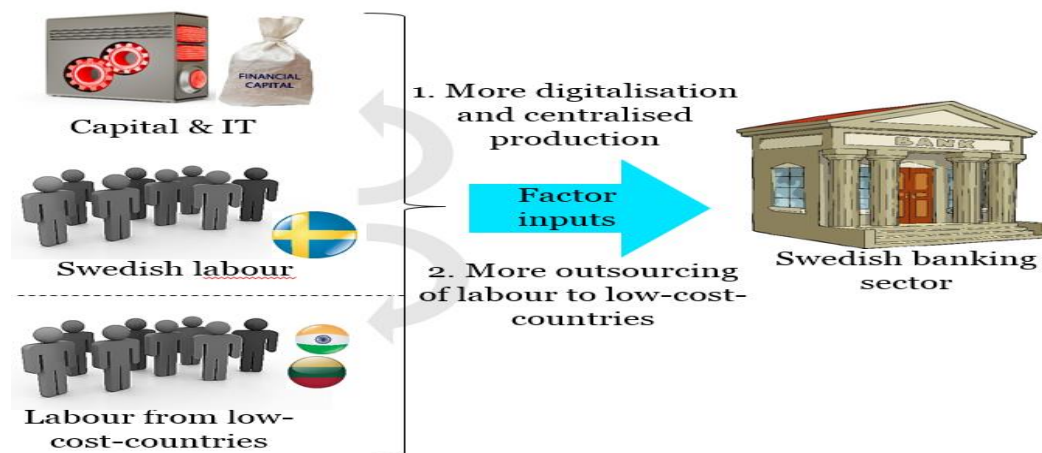 FINANCIAL
CAPITAL
Capital & IT
Swedish labour
Labour from low-
cost-countries
1. More digitalisation
and centralised
production
Factor
inputs
2. More outsourcing
of labour to low-cost-
countries
BANK
Swedish banking
sector